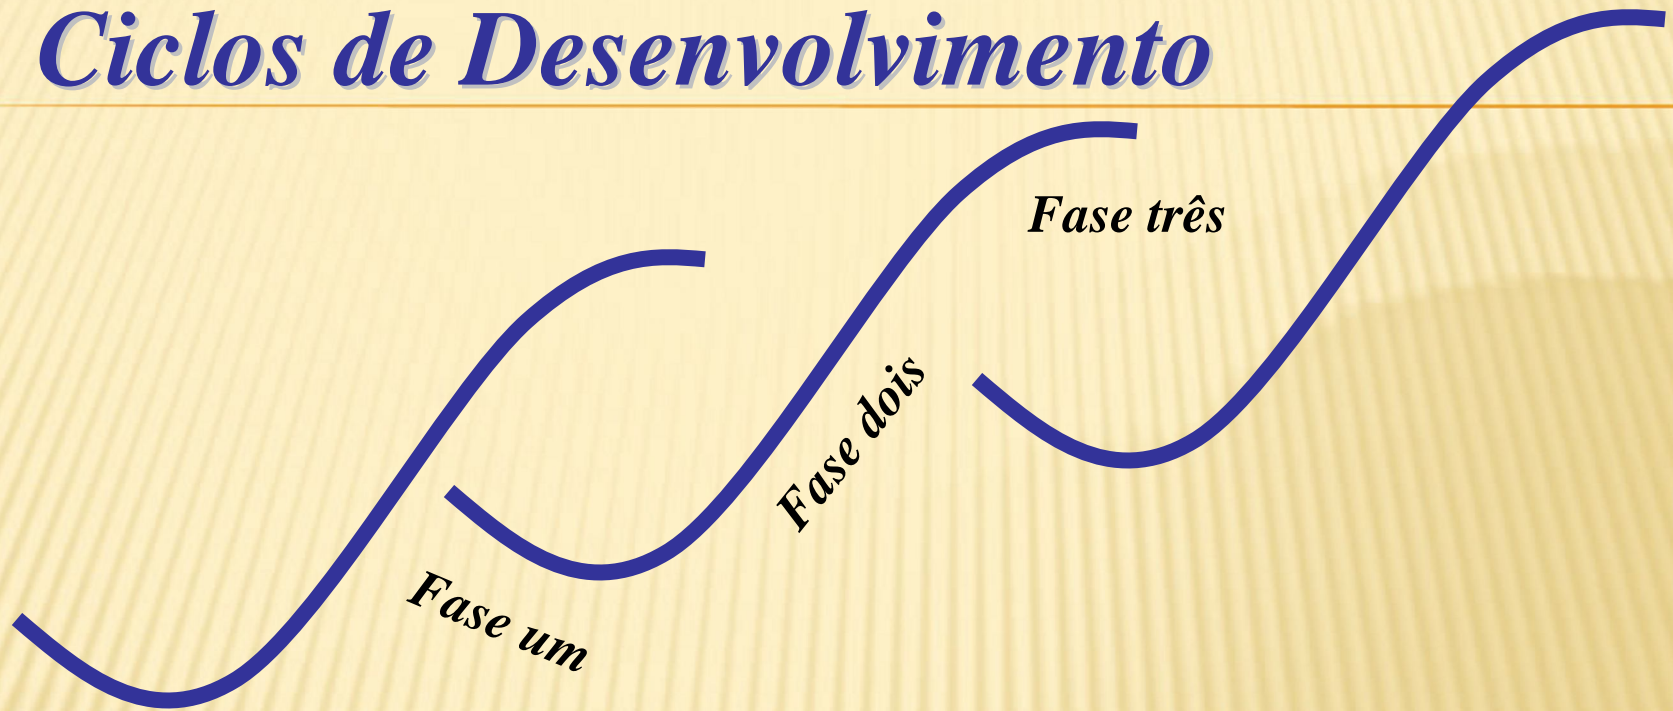 Ciclos de Desenvolvimento
Fase três
Fase dois
Fase um